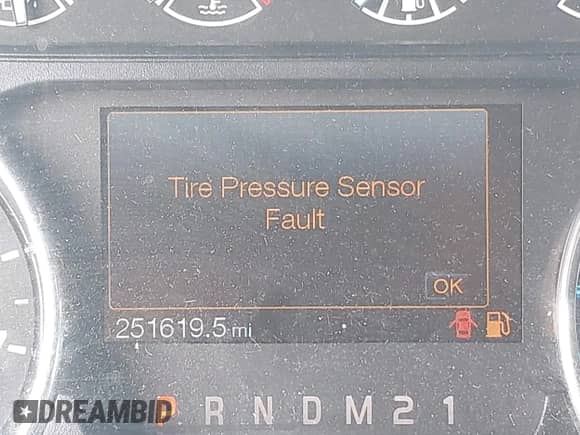 Tire Pressure Sensor
Fault
OK
251619.5 mi
P R N D M 2 1
DREAMBID